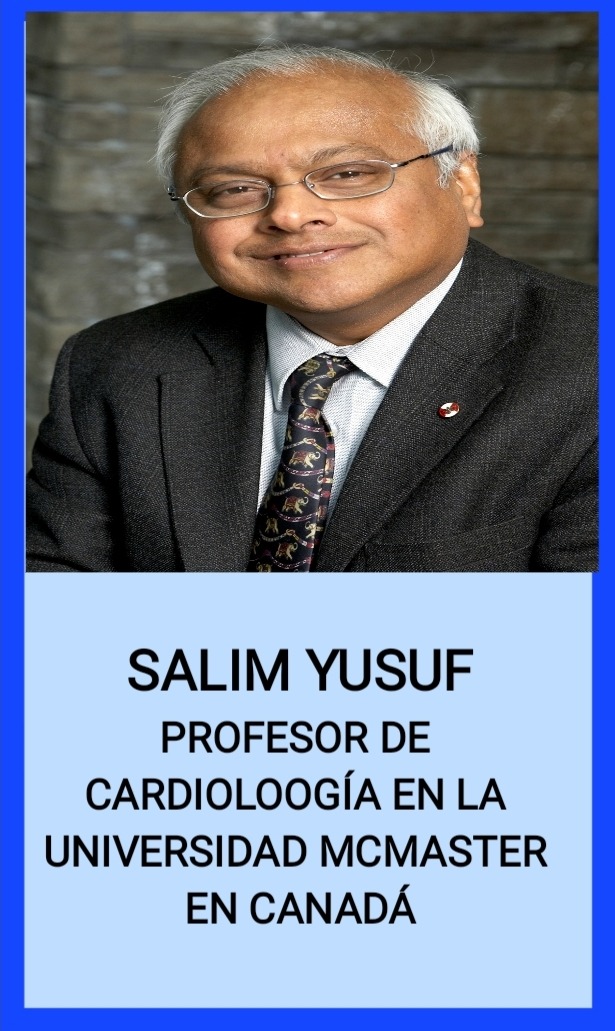 SALIM YUSUF
PROFESOR DE
CARDIOLOOGÍA EN LA
UNIVERSIDAD MCMASTER
EN CANADÁ